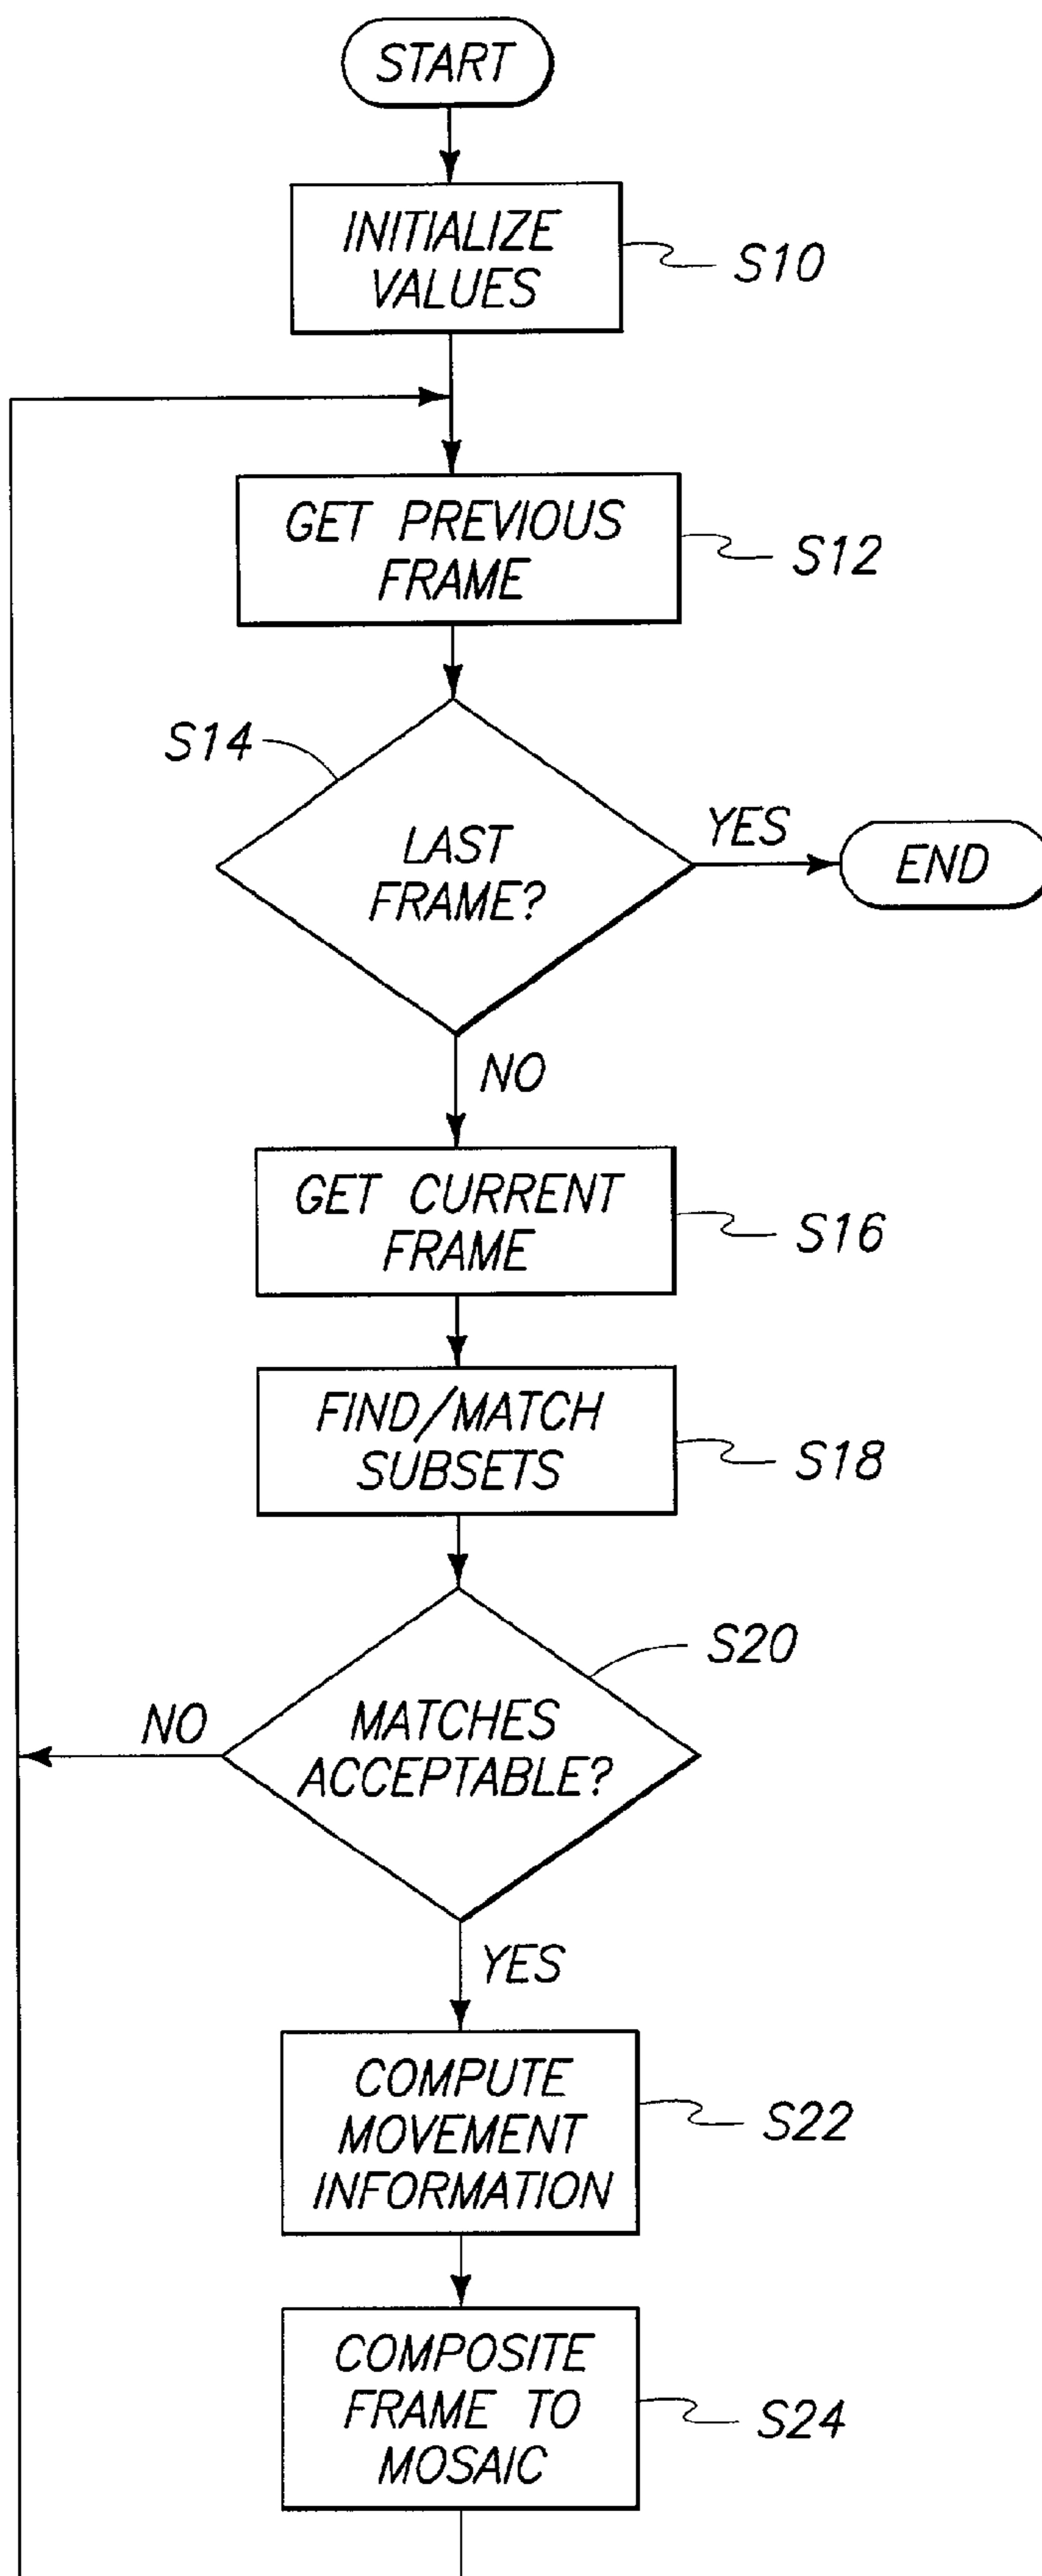 START
INITIALIZE
VALUES
S10
GET PREVIOUS
FRAME
S12
S14
LAST
FRAME?
YES
END
NO
GET CURRENT
FRAME
S16
FIND/MATCH
SUBSETS
S18
S20
MATCHES
ACCEPTABLE?
NO
YES
COMPUTE
MOVEMENT
INFORMATION
S22
COMPOSITE
FRAME TO
MOSAIC
S24